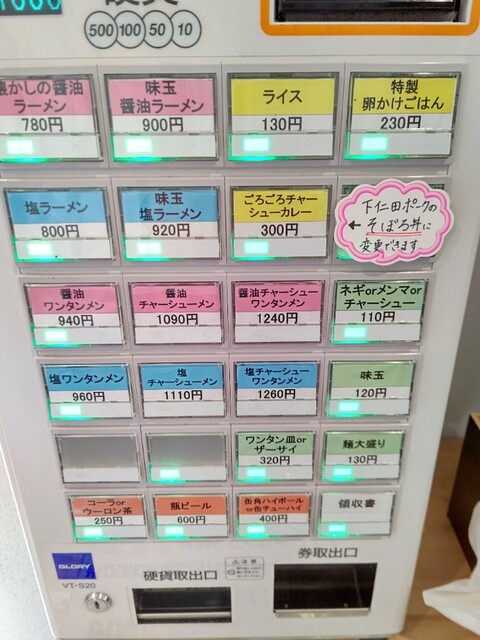 1000
500 100 50 10
懐かしの醤油
ラーメン
780円
味玉
醤油ラーメン
900円
ライス
130円
特製
卵かけごはん
230円
塩ラーメン
800円
味玉
塩ラーメン
920円
ごろごろチャー
シューカレー
300円
下仁田ポークの
←そぼろ丼に
変更できます
醤油
ワンタンメン
940円
醤油
チャーシューメン
1090円
醤油チャーシュー
ワンタンメン
1240円
ネギorメンマor
チャーシュー
110円
塩ワンタンメン
960円
塩
チャーシューメン
1110円
塩チャーシュー
ワンタンメン
1260円
味玉
120円
ワンタン皿or
ザーサイ
320円
麺大盛り
130円
コーラor
ウーロン茶
250円
瓶ビール
600円
缶角ハイボール
or缶チューハイ
400円
領収書
GLORY
VT-S20
硬貨取出口
注意
券取出口